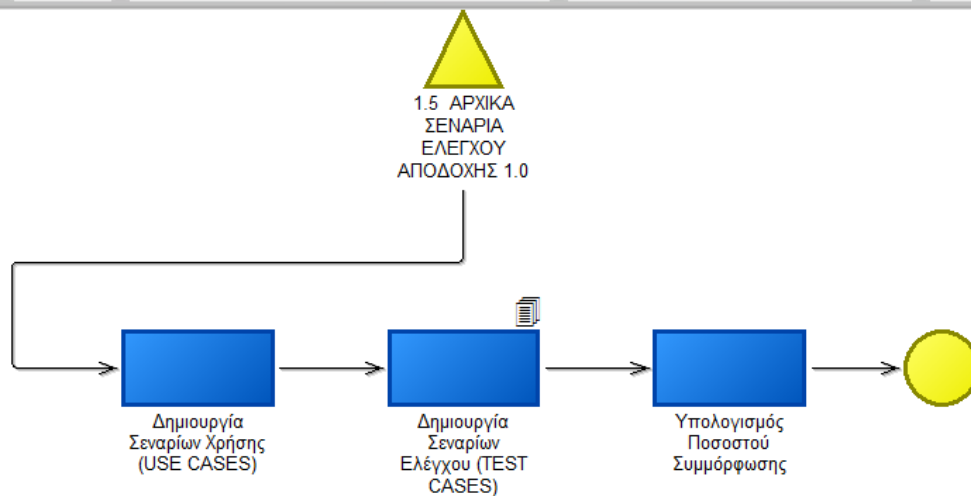 1.5 ΑΡΧΙΚΑ
ΣΕΝΑΡΙΑ
ΕΛΕΓΧΟΥ
ΑΠΟΔΟΧΗΣ 1.0
Δημιουργία
Σεναρίων Χρήσης
(USE CASES)
Δημιουργία
Σεναρίων
Ελέγχου (TEST
CASES)
Υπολογισμός
Ποσοστού
Συμμόρφωσης